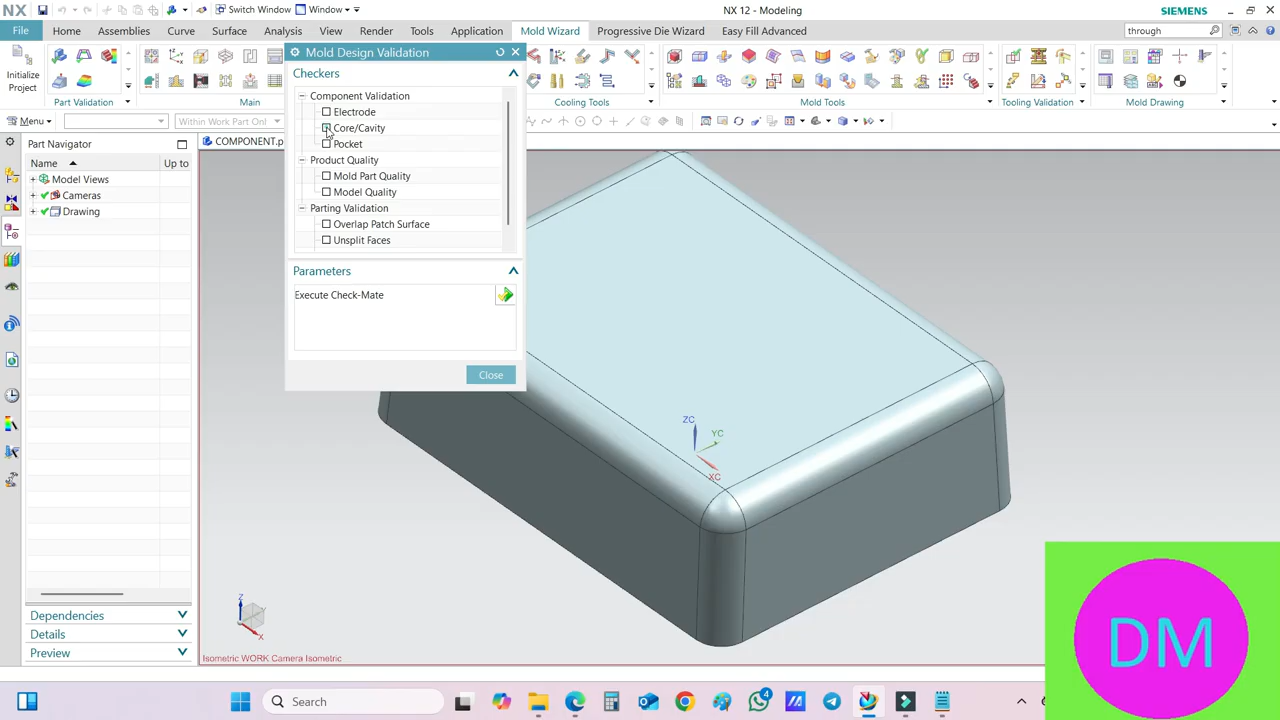 NX
Switch Window
Window
NX 12 - Modeling
SIEMENS
File
Home
Assemblies
Curve
Surface
Analysis
View
Render
Tools
Application
Mold Wizard
Progressive Die Wizard
Easy Fill Advanced
through
Initialize
Project
Part Validation
Main
Cooling Tools
Mold Tools
Tooling Validation
Mold Drawing
Menu
Within Work Part Onl
Part Navigator
COMPONENT.p
Name
Up to
Model Views
Cameras
Drawing
Mold Design Validation
Checkers
Component Validation
Electrode
Core/Cavity
Pocket
Product Quality
Mold Part Quality
Model Quality
Parting Validation
Overlap Patch Surface
Unsplit Faces
Parameters
Execute Check-Mate
Close
ZC
YC
XC
Z
Y
X
Isometric WORK Camera Isometric
Dependencies
Details
Preview
Search
4
DM